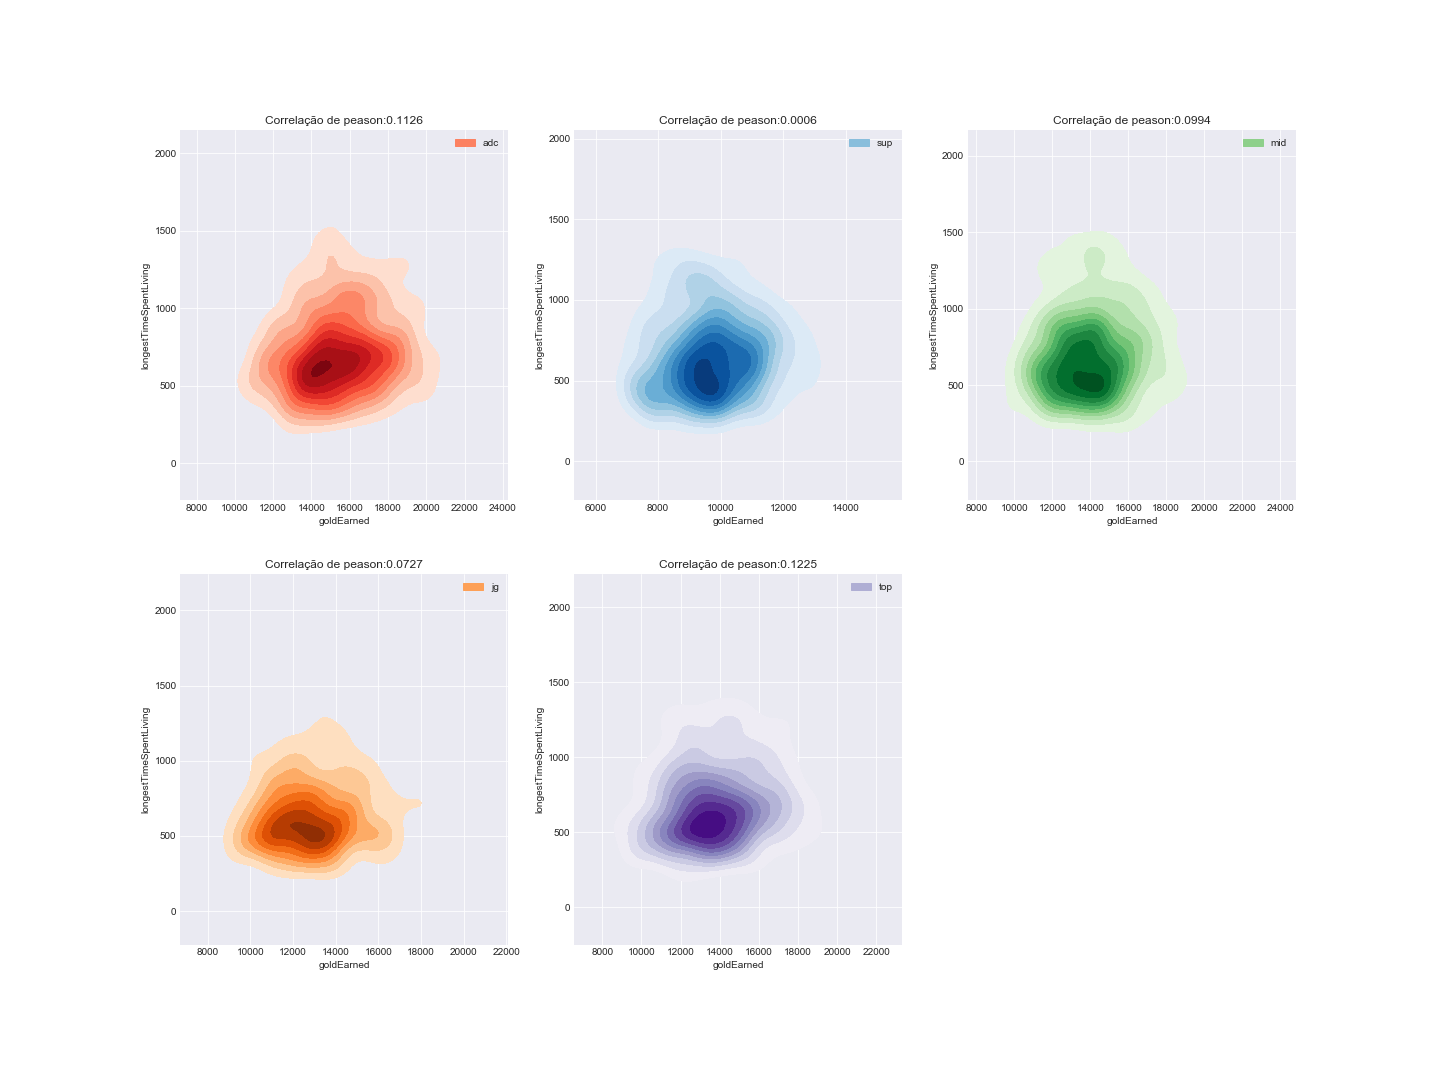 Correlação de peason:0.1126
adc
2000
1500
1000
500
0
longestTimeSpentLiving
8000 10000 12000 14000 16000 18000 20000 22000 24000
goldEarned
Correlação de peason:0.0006
sup
2000
1500
1000
500
0
longestTimeSpentLiving
6000 8000 10000 12000 14000
goldEarned
Correlação de peason:0.0994
mid
2000
1500
1000
500
0
longestTimeSpentLiving
8000 10000 12000 14000 16000 18000 20000 22000 24000
goldEarned
Correlação de peason:0.0727
jg
2000
1500
1000
500
0
longestTimeSpentLiving
8000 10000 12000 14000 16000 18000 20000 22000
goldEarned
Correlação de peason:0.1225
top
2000
1500
1000
500
0
longestTimeSpentLiving
8000 10000 12000 14000 16000 18000 20000 22000
goldEarned